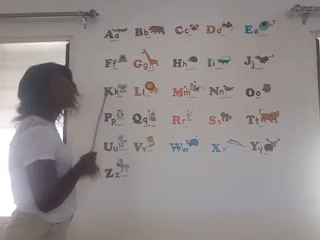 Aa Bb Cc Dd Ee
Ff Gg Hh Ii Jj
Kk Ll Mm Nn Oo
Pp Qq Rr Ss Tt
Uu Vv Ww Xx Yy
Zz